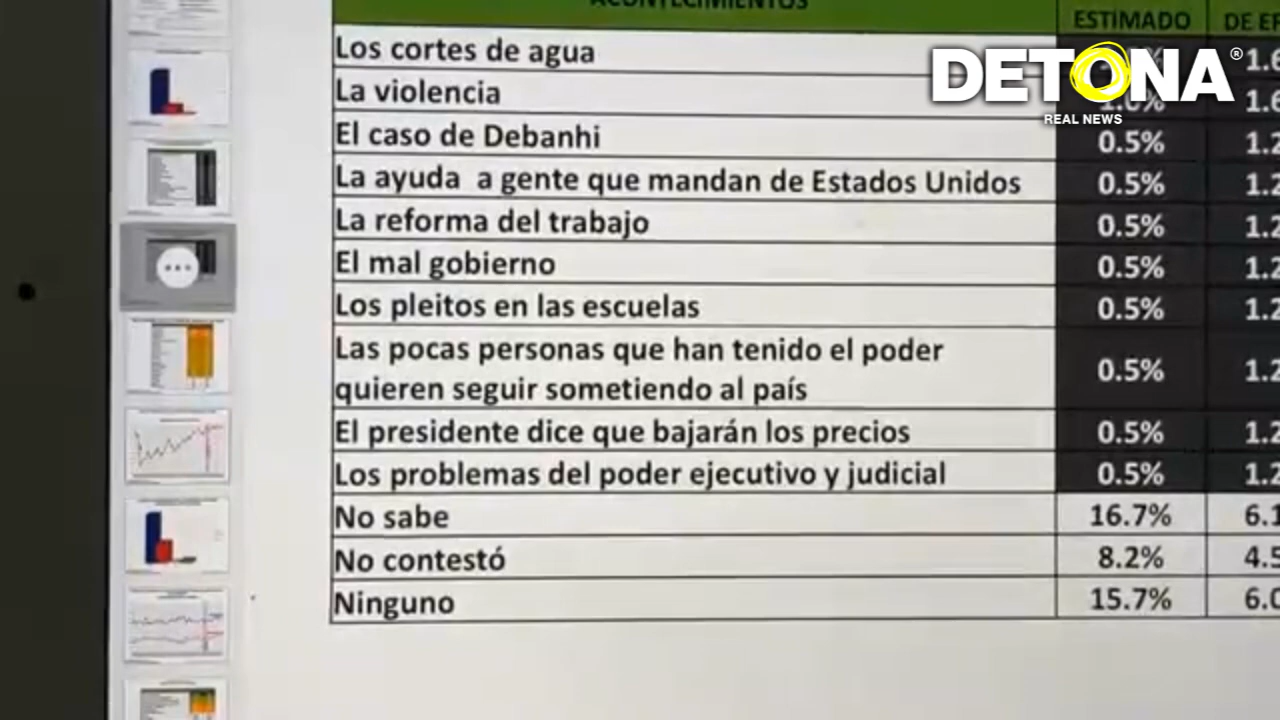 ACONTECIMIENTOS ESTIMADO
Los cortes de agua
La violencia 1.0%
El caso de Debanhi 0.5%
La ayuda a gente que mandan de Estados Unidos 0.5%
La reforma del trabajo 0.5%
El mal gobierno 0.5%
Los pleitos en las escuelas 0.5%
Las pocas personas que han tenido el poder
quieren seguir sometiendo al país 0.5%
El presidente dice que bajarán los precios 0.5%
Los problemas del poder ejecutivo y judicial 0.5%
No sabe 16.7%
No contestó 8.2%
Ninguno 15.7%
DETONA®
REAL NEWS